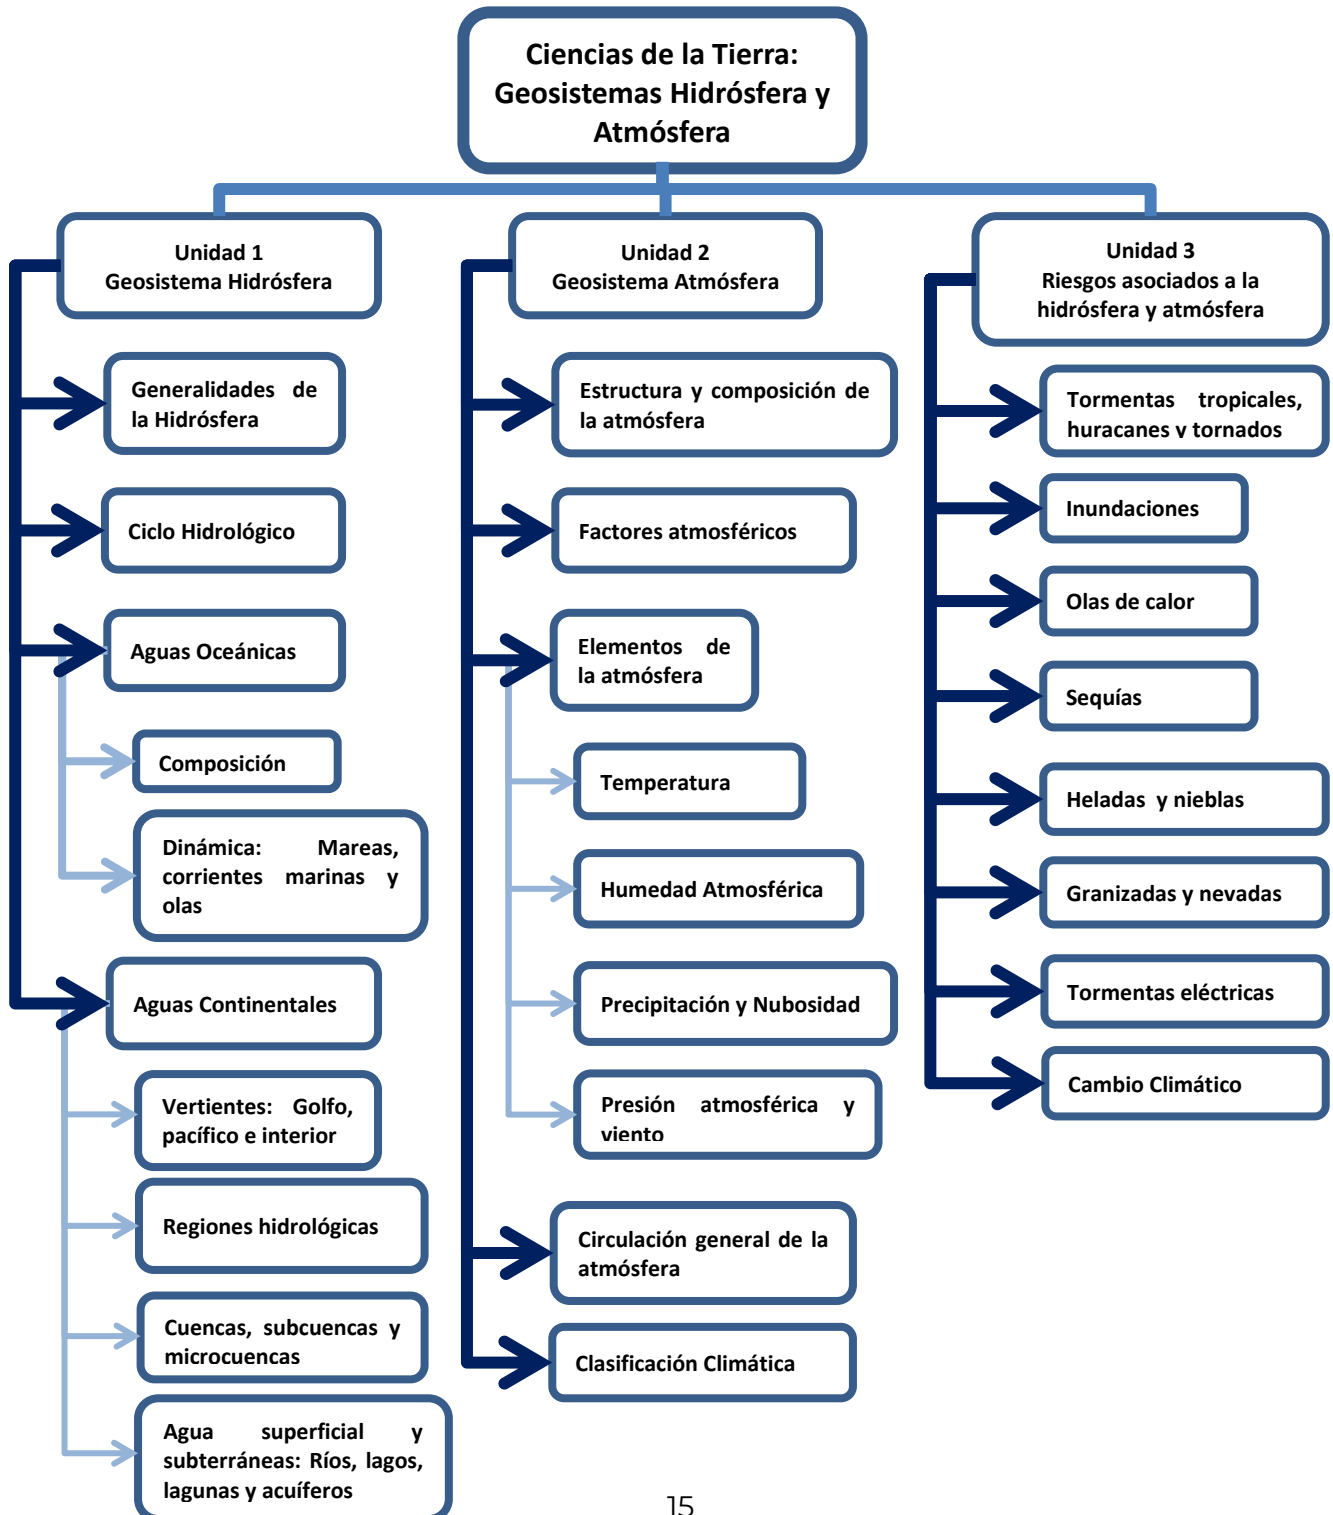 Ciencias de la Tierra:
Geosistemas Hidrósfera y
Atmósfera
Unidad 1
Geosistema Hidrósfera
Generalidades de
la Hidrósfera
Ciclo Hidrológico
Aguas Oceánicas
Composición
Dinámica: Mareas,
corrientes marinas y
olas
Aguas Continentales
Vertientes: Golfo,
pacífico e interior
Regiones hidrológicas
Cuencas, subcuencas y
microcuencas
Agua superficial y
subterráneas: Ríos, lagos,
lagunas y acuíferos
Unidad 2
Geosistema Atmósfera
Estructura y composición de
la atmósfera
Factores atmosféricos
Elementos de
la atmósfera
Temperatura
Humedad Atmosférica
Precipitación y Nubosidad
Presión atmosférica y
viento
Circulación general de la
atmósfera
Clasificación Climática
Unidad 3
Riesgos asociados a la
hidrósfera y atmósfera
Tormentas tropicales,
huracanes y tornados
Inundaciones
Olas de calor
Sequías
Heladas y nieblas
Granizadas y nevadas
Tormentas eléctricas
Cambio Climático
15